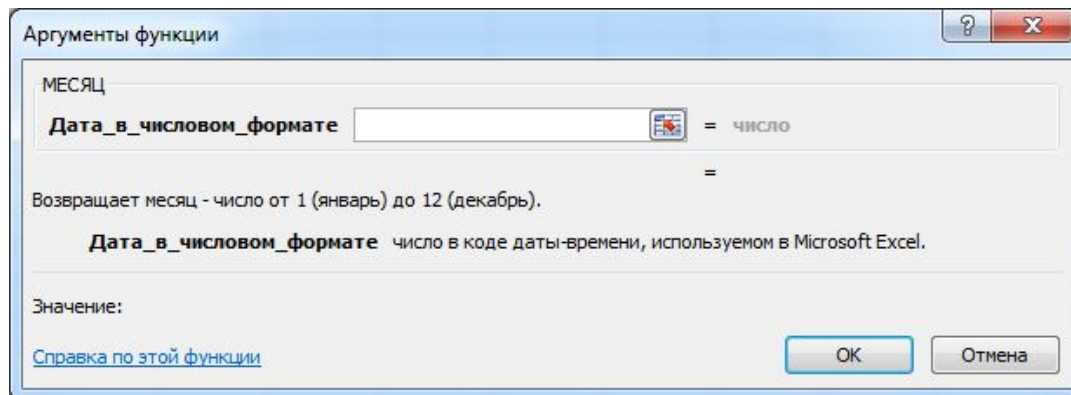 Аргументы функции
МЕСЯЦ
Дата_в_числовом_формате = число
=
Возвращает месяц - число от 1 (январь) до 12 (декабрь).
Дата_в_числовом_формате число в коде даты-времени, используемом в Microsoft Excel.
Значение:
Справка по этой функции
ОК
Отмена